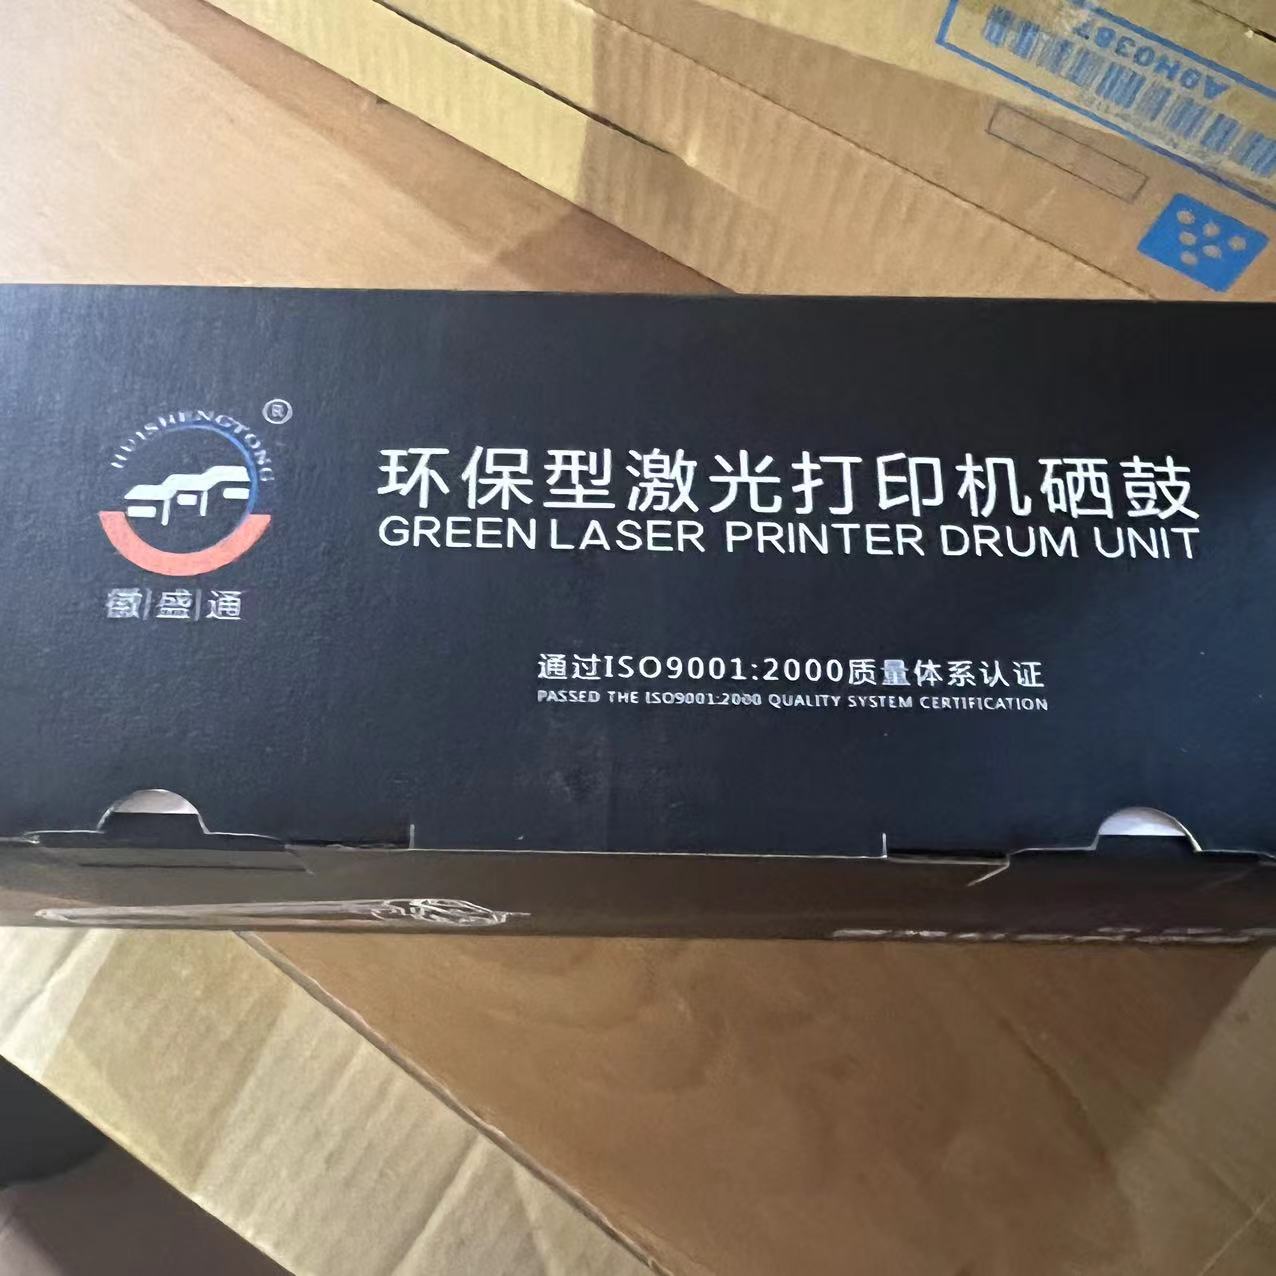 A9H0387
HUISHENGTONG
®
徽|盛|通
环保型激光打印机硒鼓
GREEN LASER PRINTER DRUM UNIT
通过ISO9001:2000质量体系认证
PASSED THE ISO9001:2000 QUALITY SYSTEM CERTIFICATION